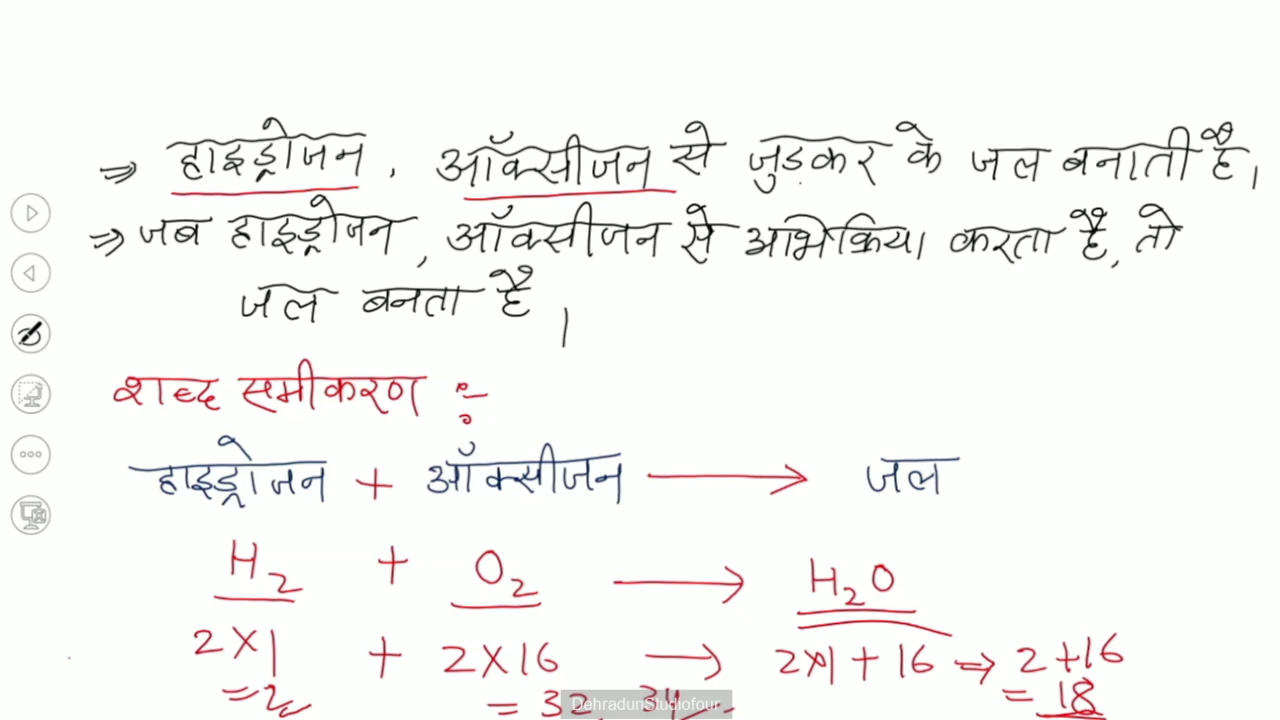 ⇒ हाइड्रोजन, ऑक्सीजन से जुड़कर के जल बनाती है।
⇒ जब हाइड्रोजन, ऑक्सीजन से अभिक्रिया करता है, तो
जल बनता है।
शब्द समीकरण :-
हाइड्रोजन + ऑक्सीजन ⟶ जल
H₂ + O₂ ⟶ H₂O
2×1 + 2×16 ⟶ 2×1 + 16 ⇒ 2+16
=2 = 32 34 = 18
DehradunStudiofour